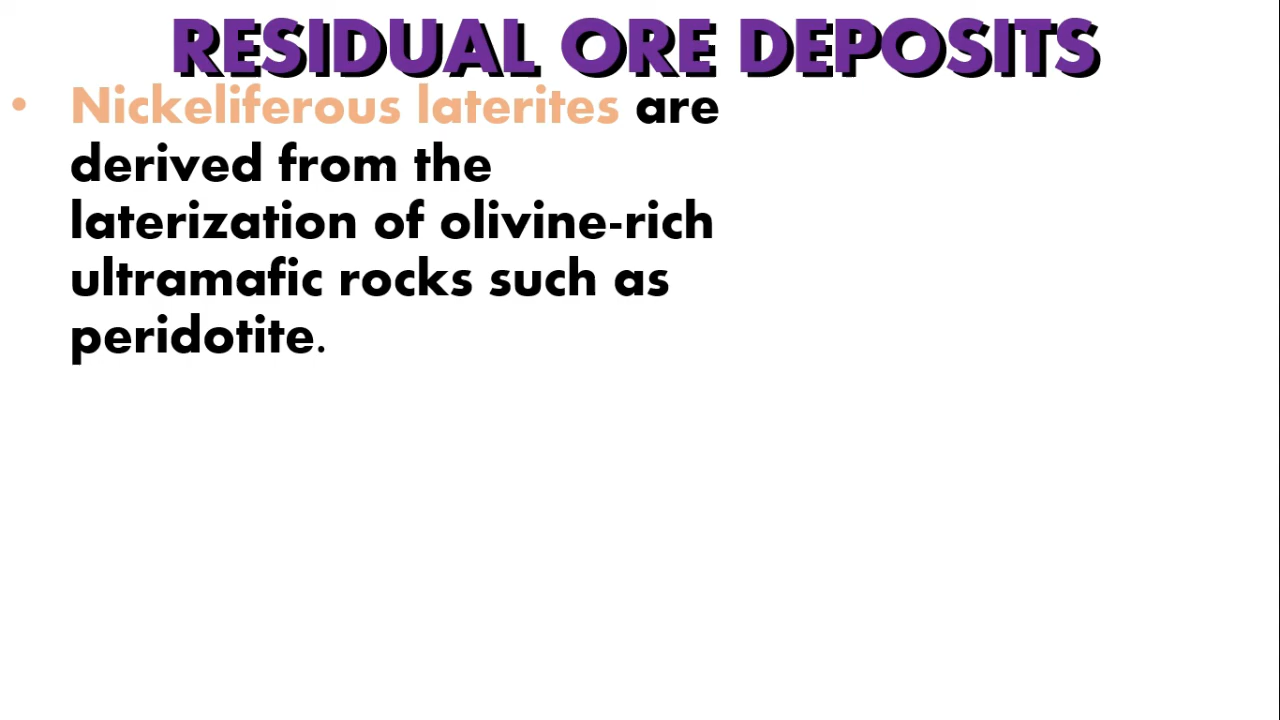 RESIDUAL ORE DEPOSITS
• Nickeliferous laterites are
derived from the
laterization of olivine-rich
ultramafic rocks such as
peridotite.